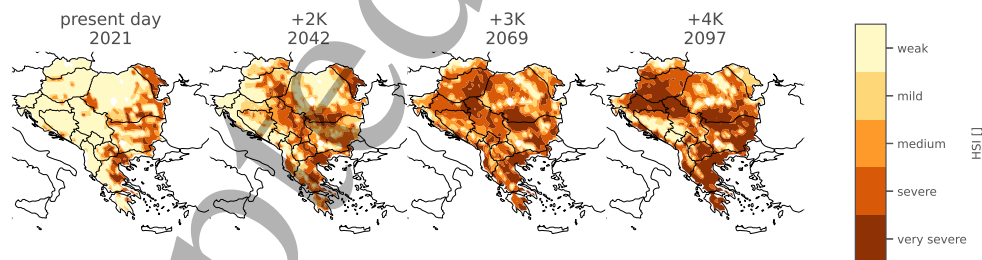 present day
2021
+2K
2042
+3K
2069
+4K
2097
weak
mild
medium
severe
very severe
HSI []